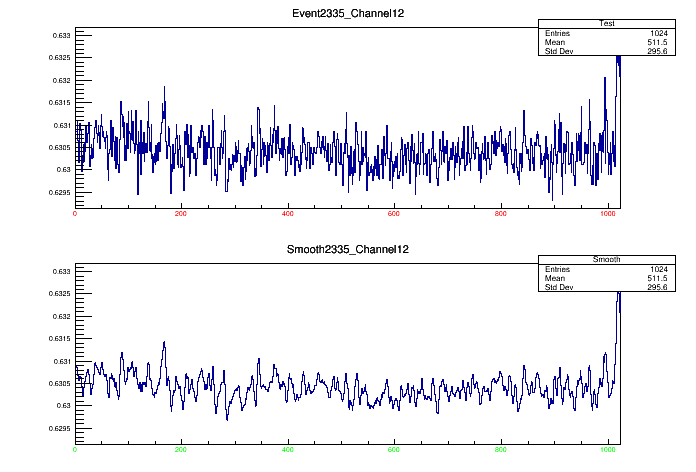 Event2335_Channel12
Test
Entries 1024
Mean 511.5
Std Dev 295.6
0.633
0.6325
0.632
0.6315
0.631
0.6305
0.63
0.6295
0 200 400 600 800 1000
Smooth2335_Channel12
Smooth
Entries 1024
Mean 511.5
Std Dev 295.6
0.633
0.6325
0.632
0.6315
0.631
0.6305
0.63
0.6295
0 200 400 600 800 1000